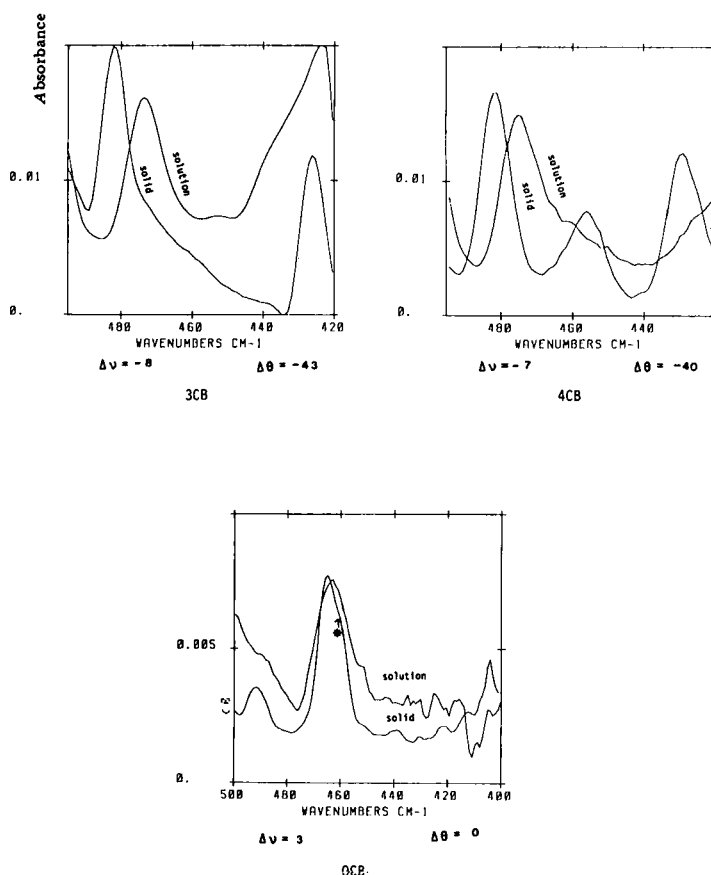 Absorbance
0.01
0.
solid
solution
480
460
440
420
WAVENUMBERS CM-1
Δν = -8
Δθ = -43
3CB
0.01
0.
solid
solution
480
460
440
WAVENUMBERS CM-1
Δν = -7
Δθ = -40
4CB
0.005
0.
*
solution
solid
500
480
460
440
420
400
WAVENUMBERS CM-1
Δν = 3
Δθ = 0
OCB.